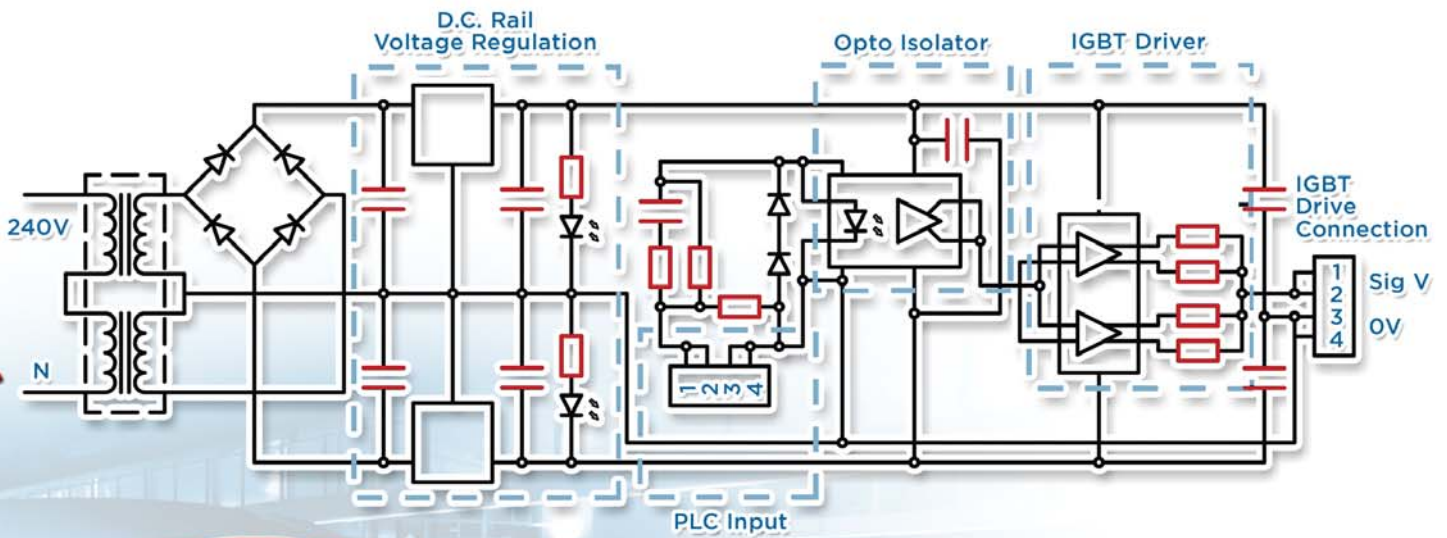 D.C. Rail
Voltage Regulation
Opto Isolator
IGBT Driver
240V
N
IGBT
Drive
Connection
1
2
3
4
Sig V
0V
1 2 3 4
PLC Input